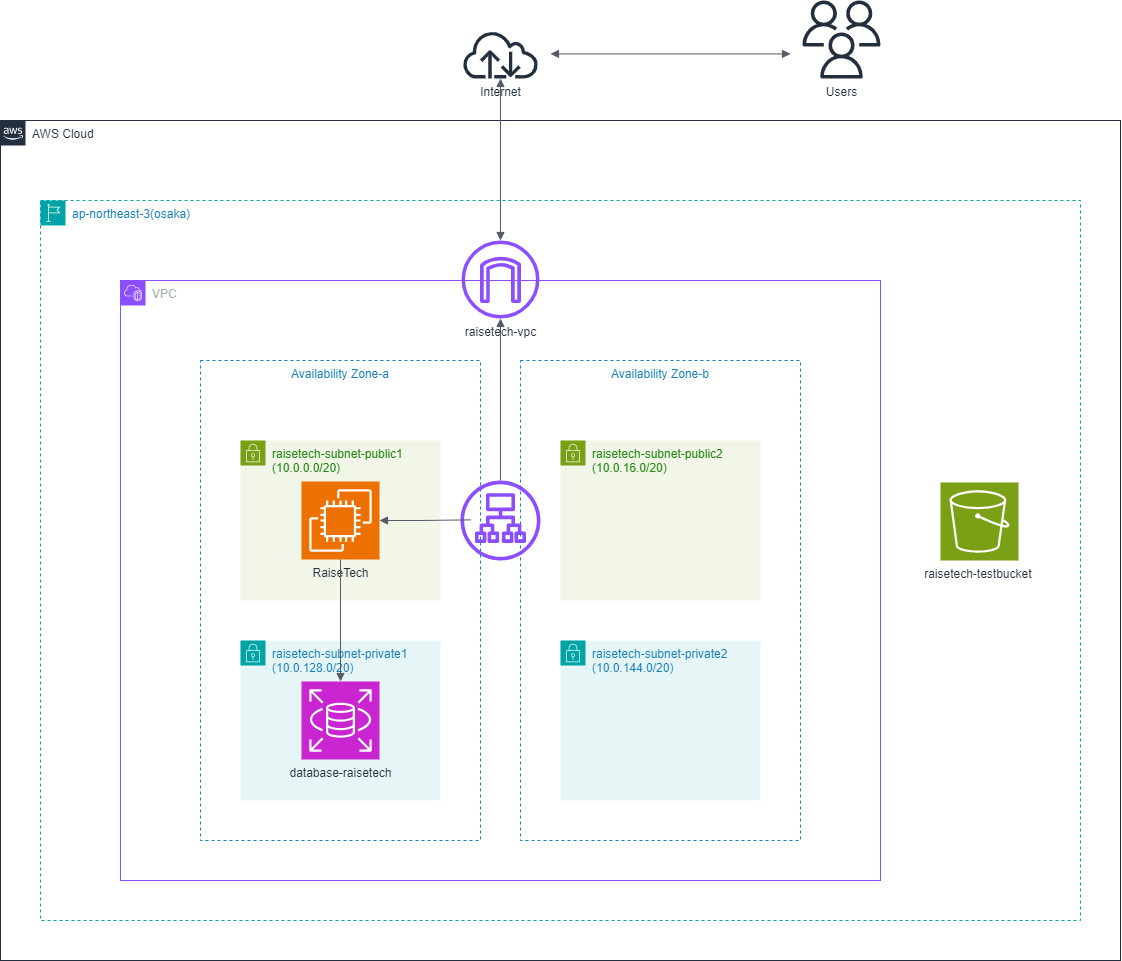 Internet
Users
aws
AWS Cloud
ap-northeast-3(osaka)
VPC
raisetech-vpc
Availability Zone-a
Availability Zone-b
raisetech-subnet-public1
(10.0.0.0/20)
raisetech-subnet-public2
(10.0.16.0/20)
RaiseTech
raisetech-testbucket
raisetech-subnet-private1
(10.0.128.0/20)
raisetech-subnet-private2
(10.0.144.0/20)
database-raisetech